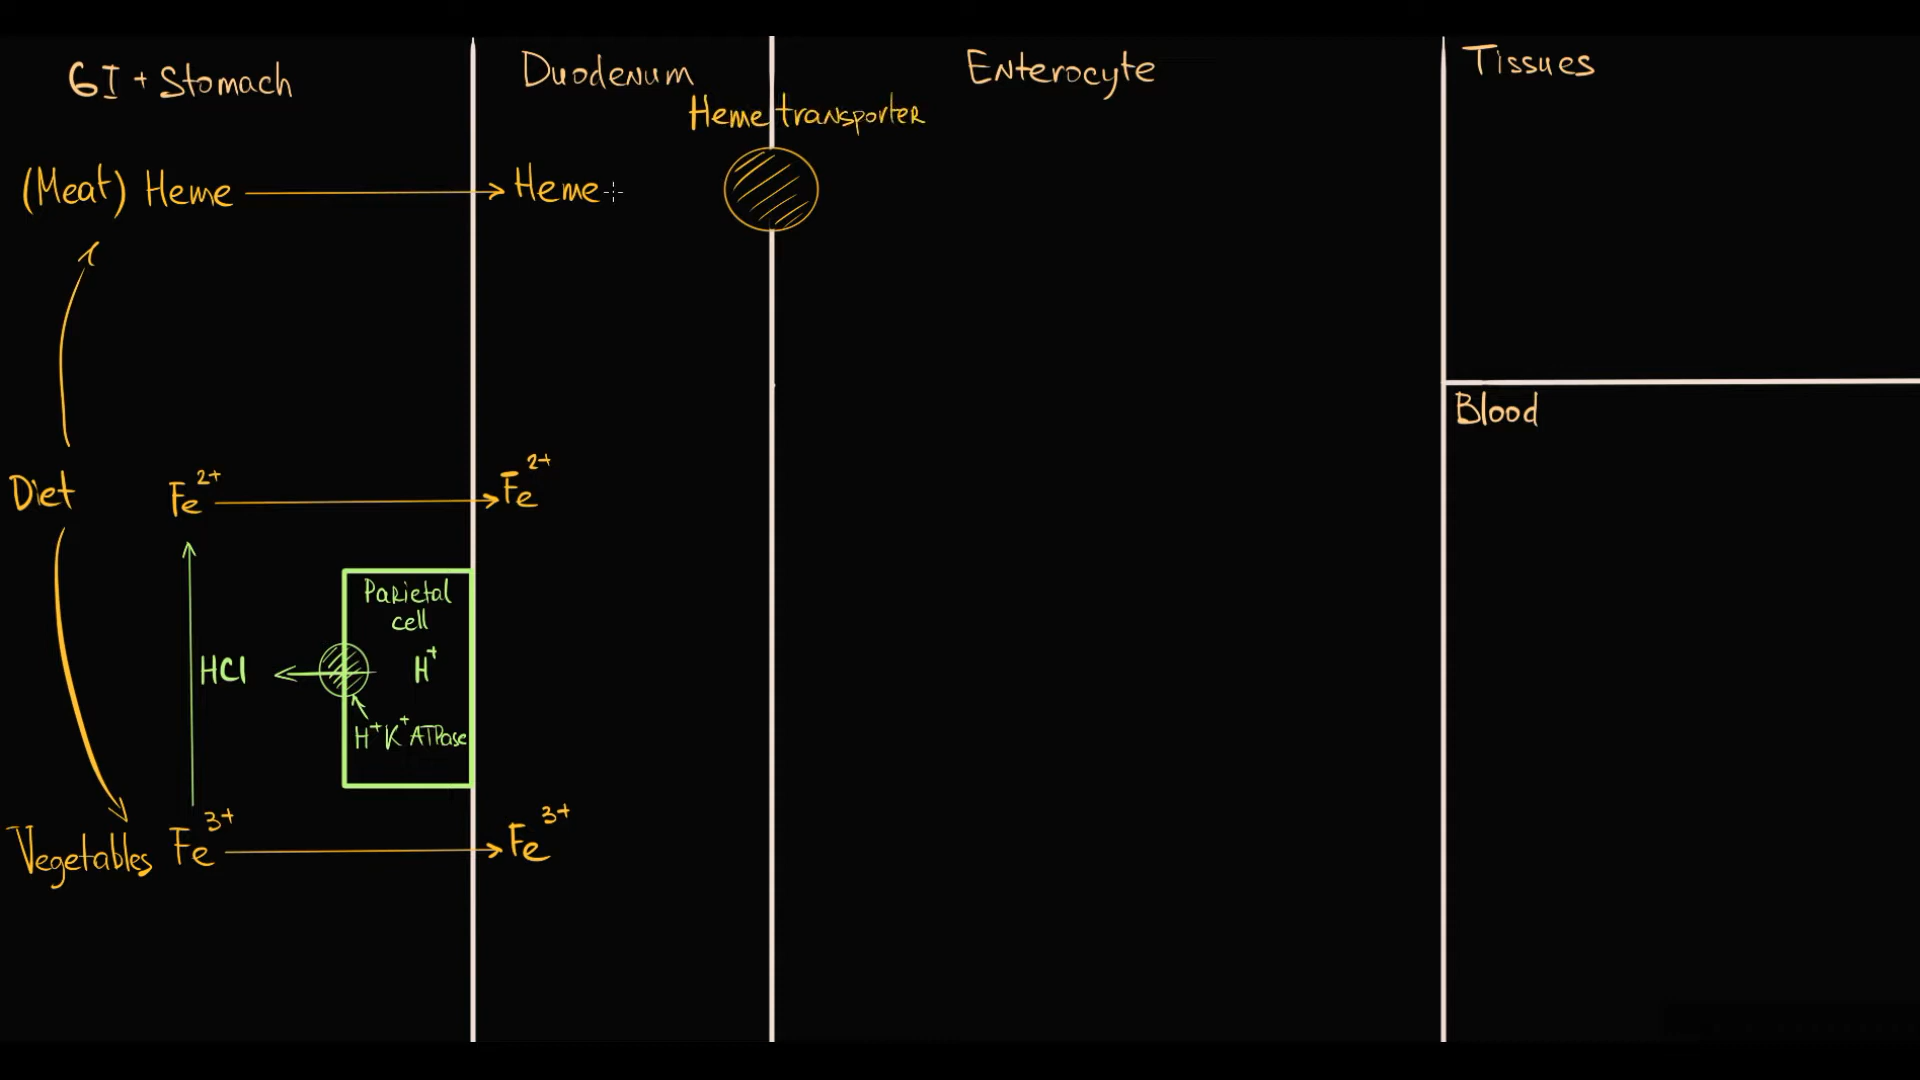 GI + Stomach
Duodenum
Enterocyte
Tissues
Heme transporter
(Meat) Heme
Heme
Blood
Diet
Fe²⁺
Fe²⁺
Parietal
cell
HCl
H⁺
H⁺K⁺ATPase
Vegetables Fe³⁺
Fe³⁺